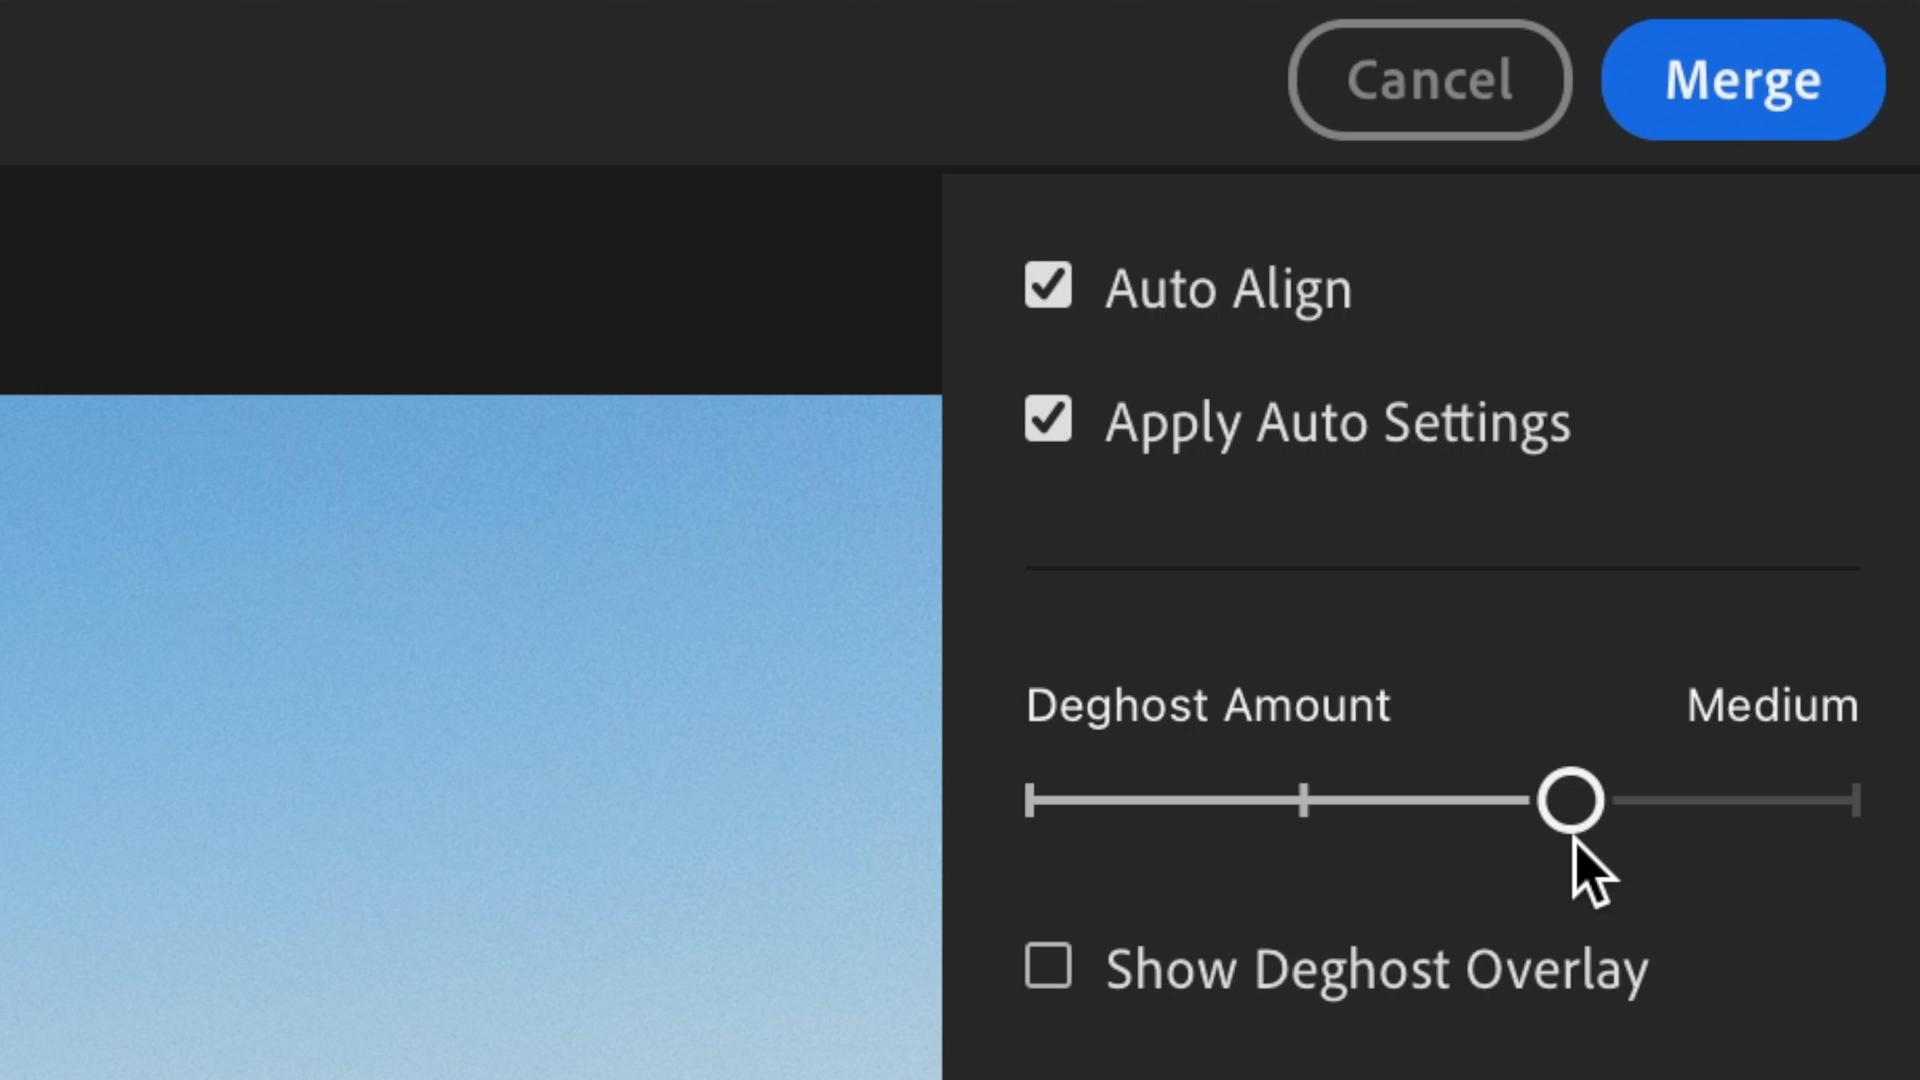 Cancel
Merge
Auto Align
Apply Auto Settings
Deghost Amount
Medium
Show Deghost Overlay